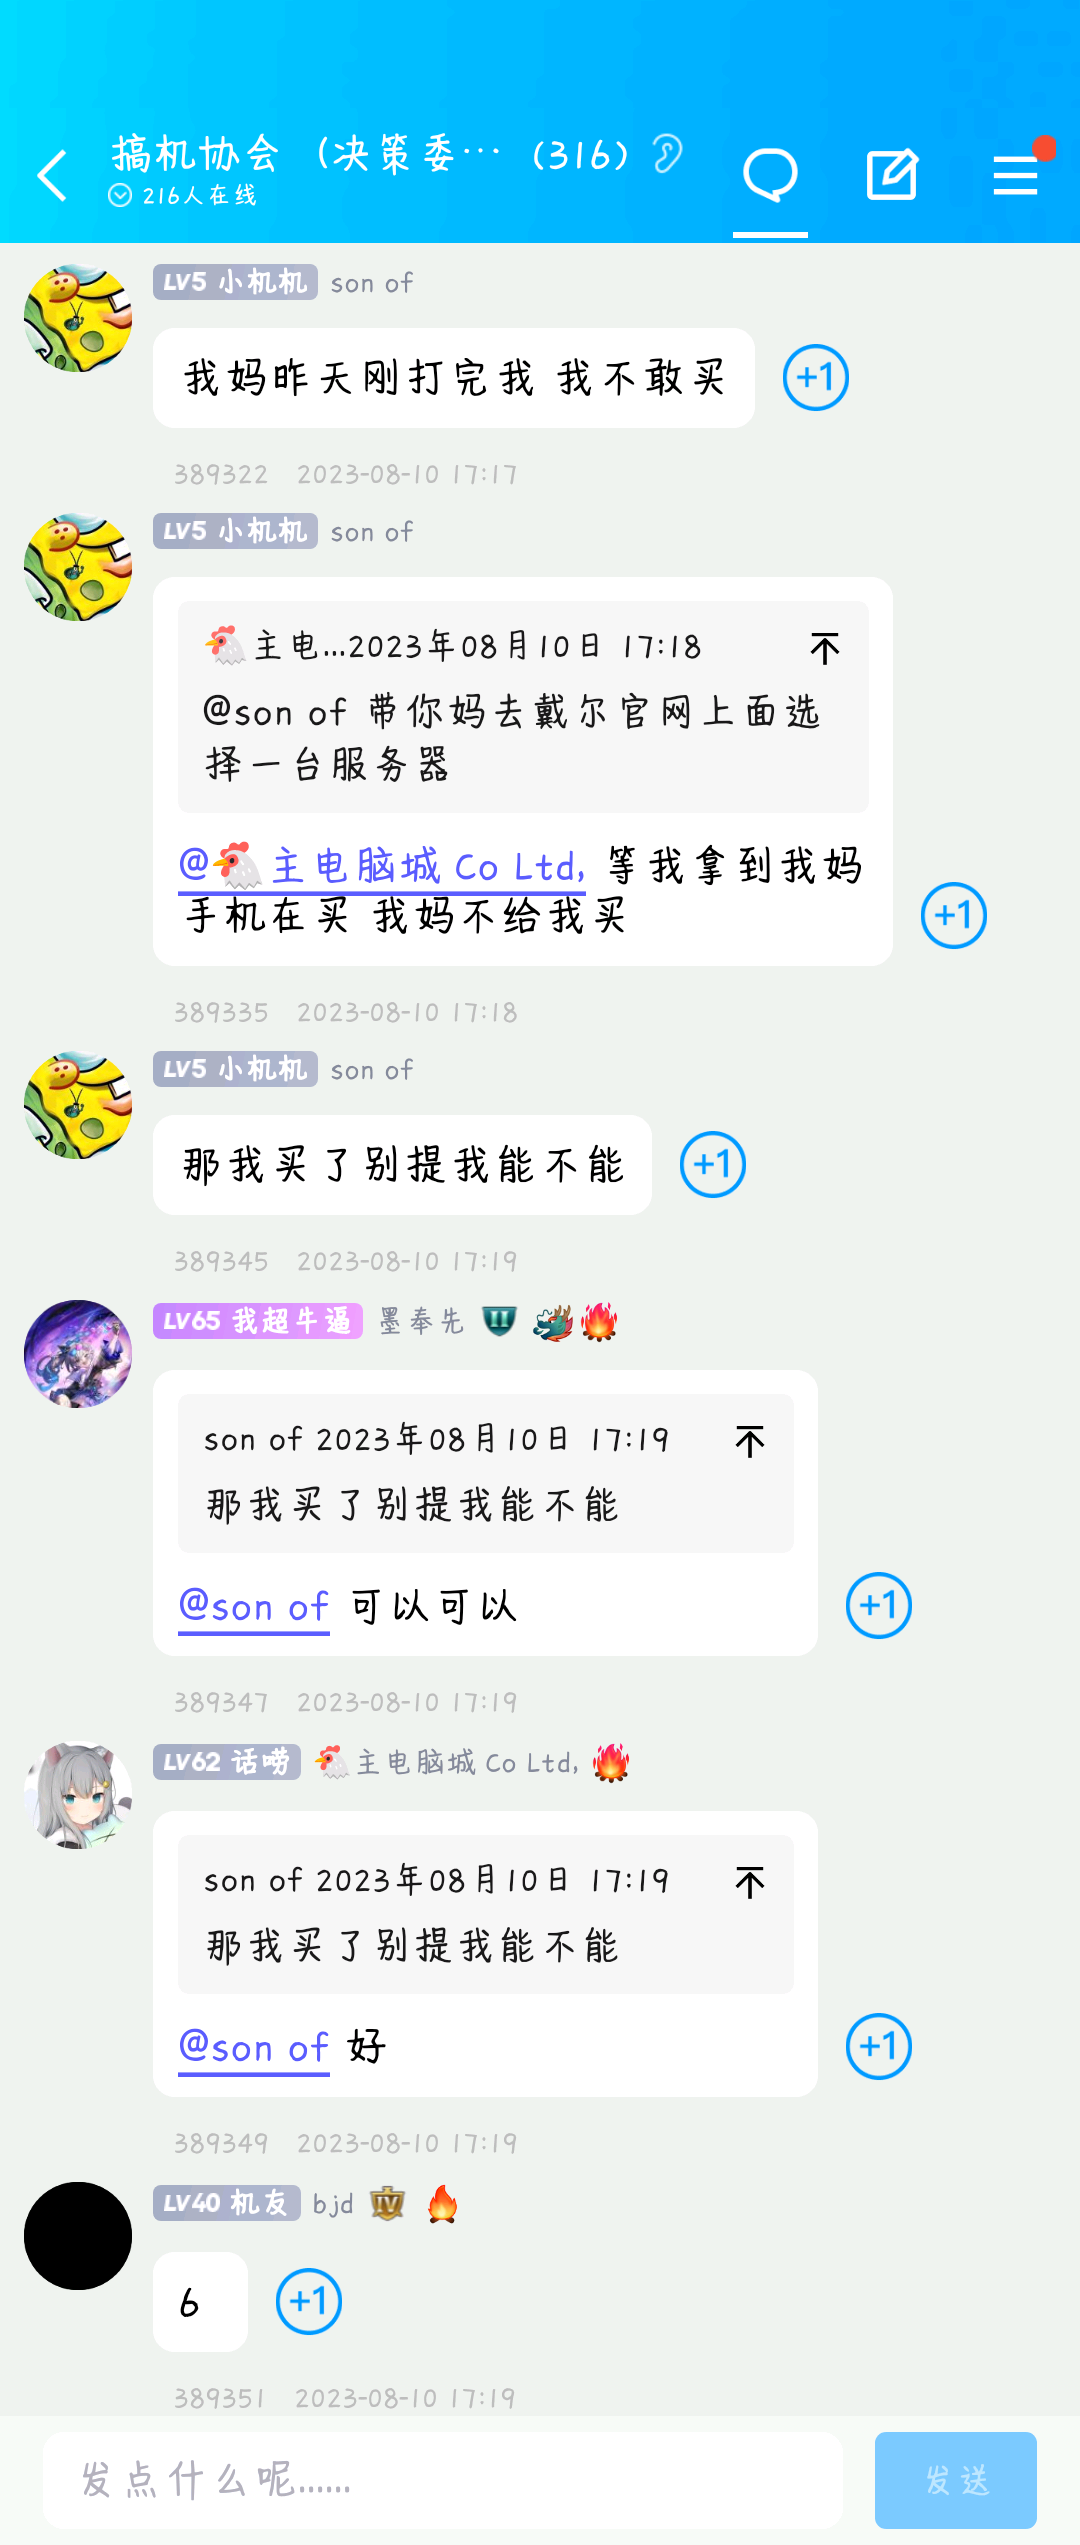 搞机协会 （决策委… (316)
216人在线
LV5 小机机 son of
我妈昨天刚打完我 我不敢买
+1
389322 2023-08-10 17:17
LV5 小机机 son of
🐔主电...2023年08月10日 17:18
@son of 带你妈去戴尔官网上面选
择一台服务器
@🐔主电脑城 Co Ltd, 等我拿到我妈
手机在买 我妈不给我买
+1
389335 2023-08-10 17:18
LV5 小机机 son of
那我买了别提我能不能
+1
389345 2023-08-10 17:19
LV65 我超牛逼 墨奉先 II 🐲🔥
son of 2023年08月10日 17:19
那我买了别提我能不能
@son of 可以可以
+1
389347 2023-08-10 17:19
LV62 话唠 🐔主电脑城 Co Ltd, 🔥
son of 2023年08月10日 17:19
那我买了别提我能不能
@son of 好
+1
389349 2023-08-10 17:19
LV40 机友 bjd IV 🔥
6
+1
389351 2023-08-10 17:19
发点什么呢......
发送